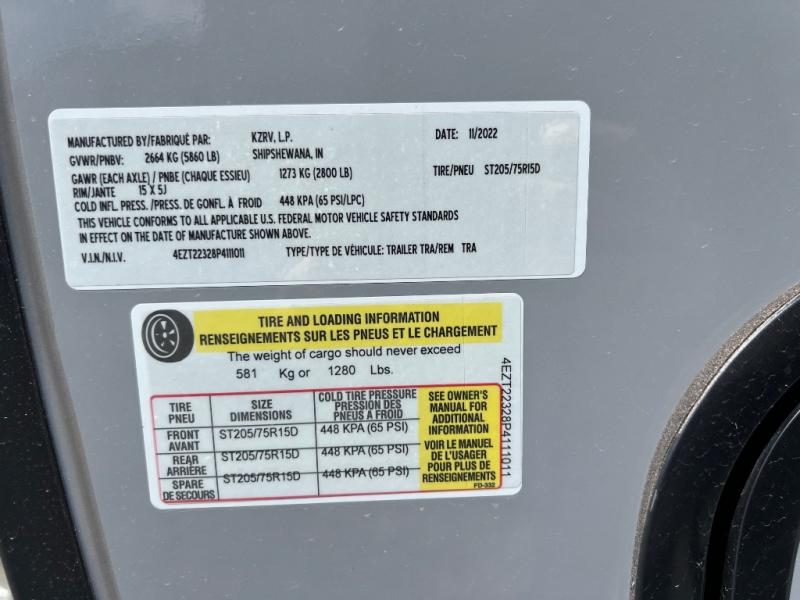 MANUFACTURED BY/FABRIQUÉ PAR: KZRV, L.P. DATE: 11/2022
GVWR/PNBV: 2664 KG (5860 LB) SHIPSHEWANA, IN
GAWR (EACH AXLE) / PNBE (CHAQUE ESSIEU) 1273 KG (2800 LB) TIRE/PNEU ST205/75R15D
RIM/JANTE 15 X 5J
COLD INFL. PRESS. /PRESS. DE GONFL. À FROID 448 KPA (65 PSI/LPC)
THIS VEHICLE CONFORMS TO ALL APPLICABLE U.S. FEDERAL MOTOR VEHICLE SAFETY STANDARDS
IN EFFECT ON THE DATE OF MANUFACTURE SHOWN ABOVE.
V.I.N./N.I.V. 4EZT22328P4111011 TYPE/TYPE DE VÉHICULE: TRAILER TRA/REM TRA
TIRE AND LOADING INFORMATION
RENSEIGNEMENTS SUR LES PNEUS ET LE CHARGEMENT
The weight of cargo should never exceed
581 Kg or 1280 Lbs.
TIRE
PNEU
SIZE
DIMENSIONS
COLD TIRE PRESSURE
PRESSION DES
PNEUS A FROID
FRONT
AVANT
ST205/75R15D
448 KPA (65 PSI)
REAR
ARRIÈRE
ST205/75R15D
448 KPA (65 PSI)
SPARE
DE SECOURS
ST205/75R15D
448 KPA (65 PSI)
SEE OWNER'S
MANUAL FOR
ADDITIONAL
INFORMATION
VOIR LE MANUEL
DE L'USAGER
POUR PLUS DE
RENSEIGNEMENTS
FD-332
4EZT22328P4111011